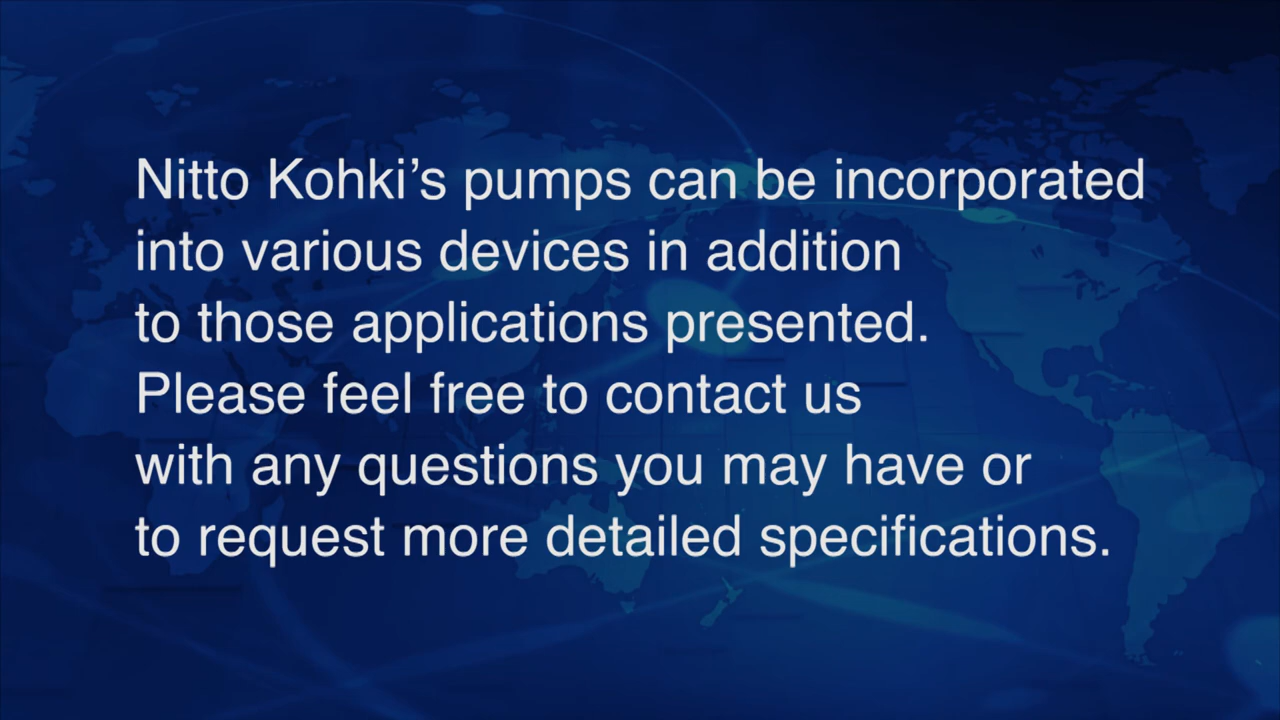 Nitto Kohki’s pumps can be incorporated
into various devices in addition
to those applications presented.
Please feel free to contact us
with any questions you may have or
to request more detailed specifications.